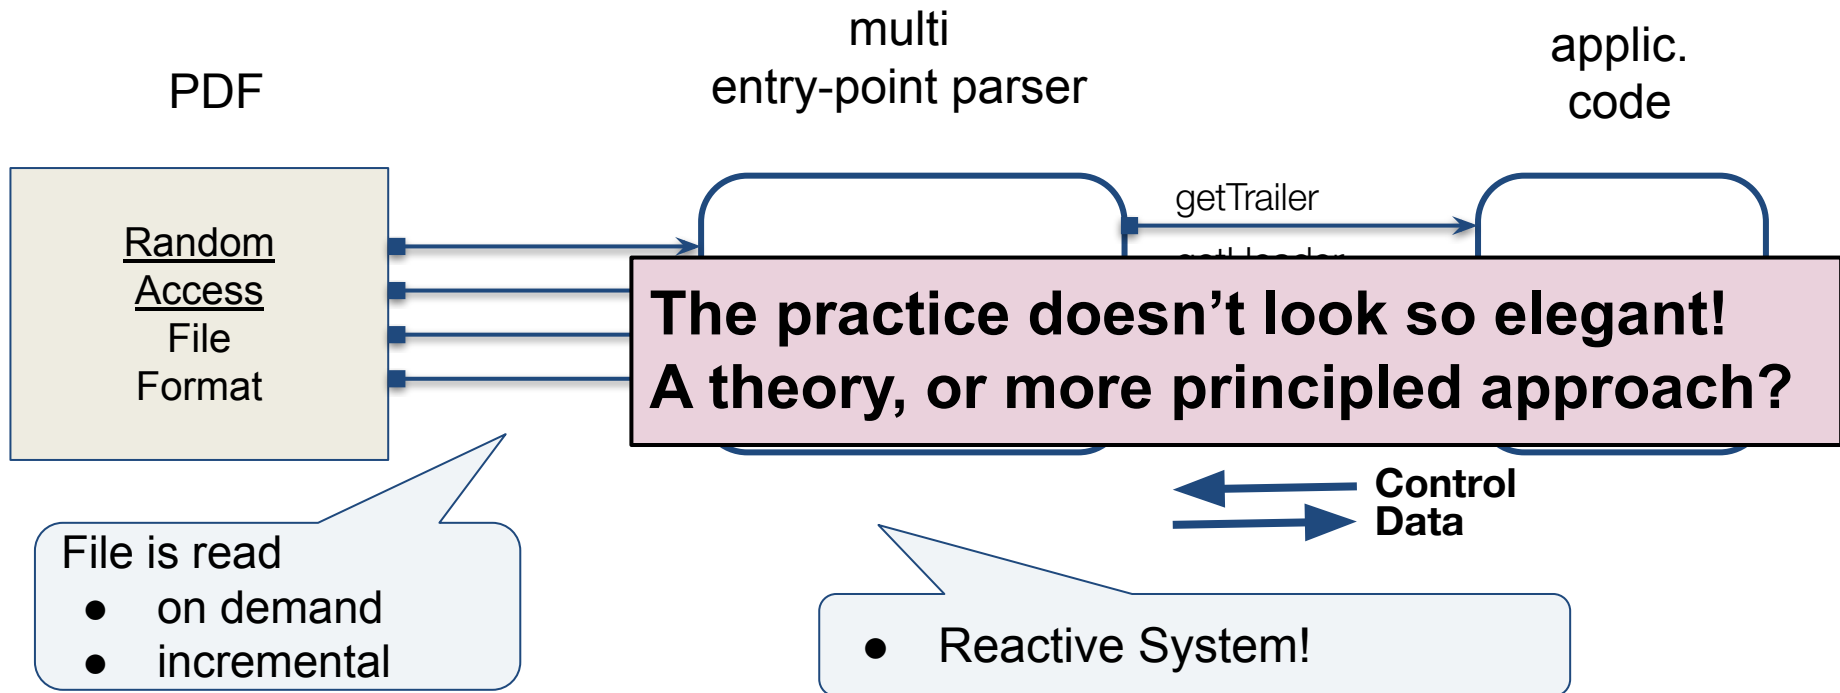 multi
entry-point parser
applic.
code
PDF
Random
Access
File
Format
getTrailer
The practice doesn’t look so elegant!
A theory, or more principled approach?
Control
Data
File is read
● on demand
● incremental
● Reactive System!